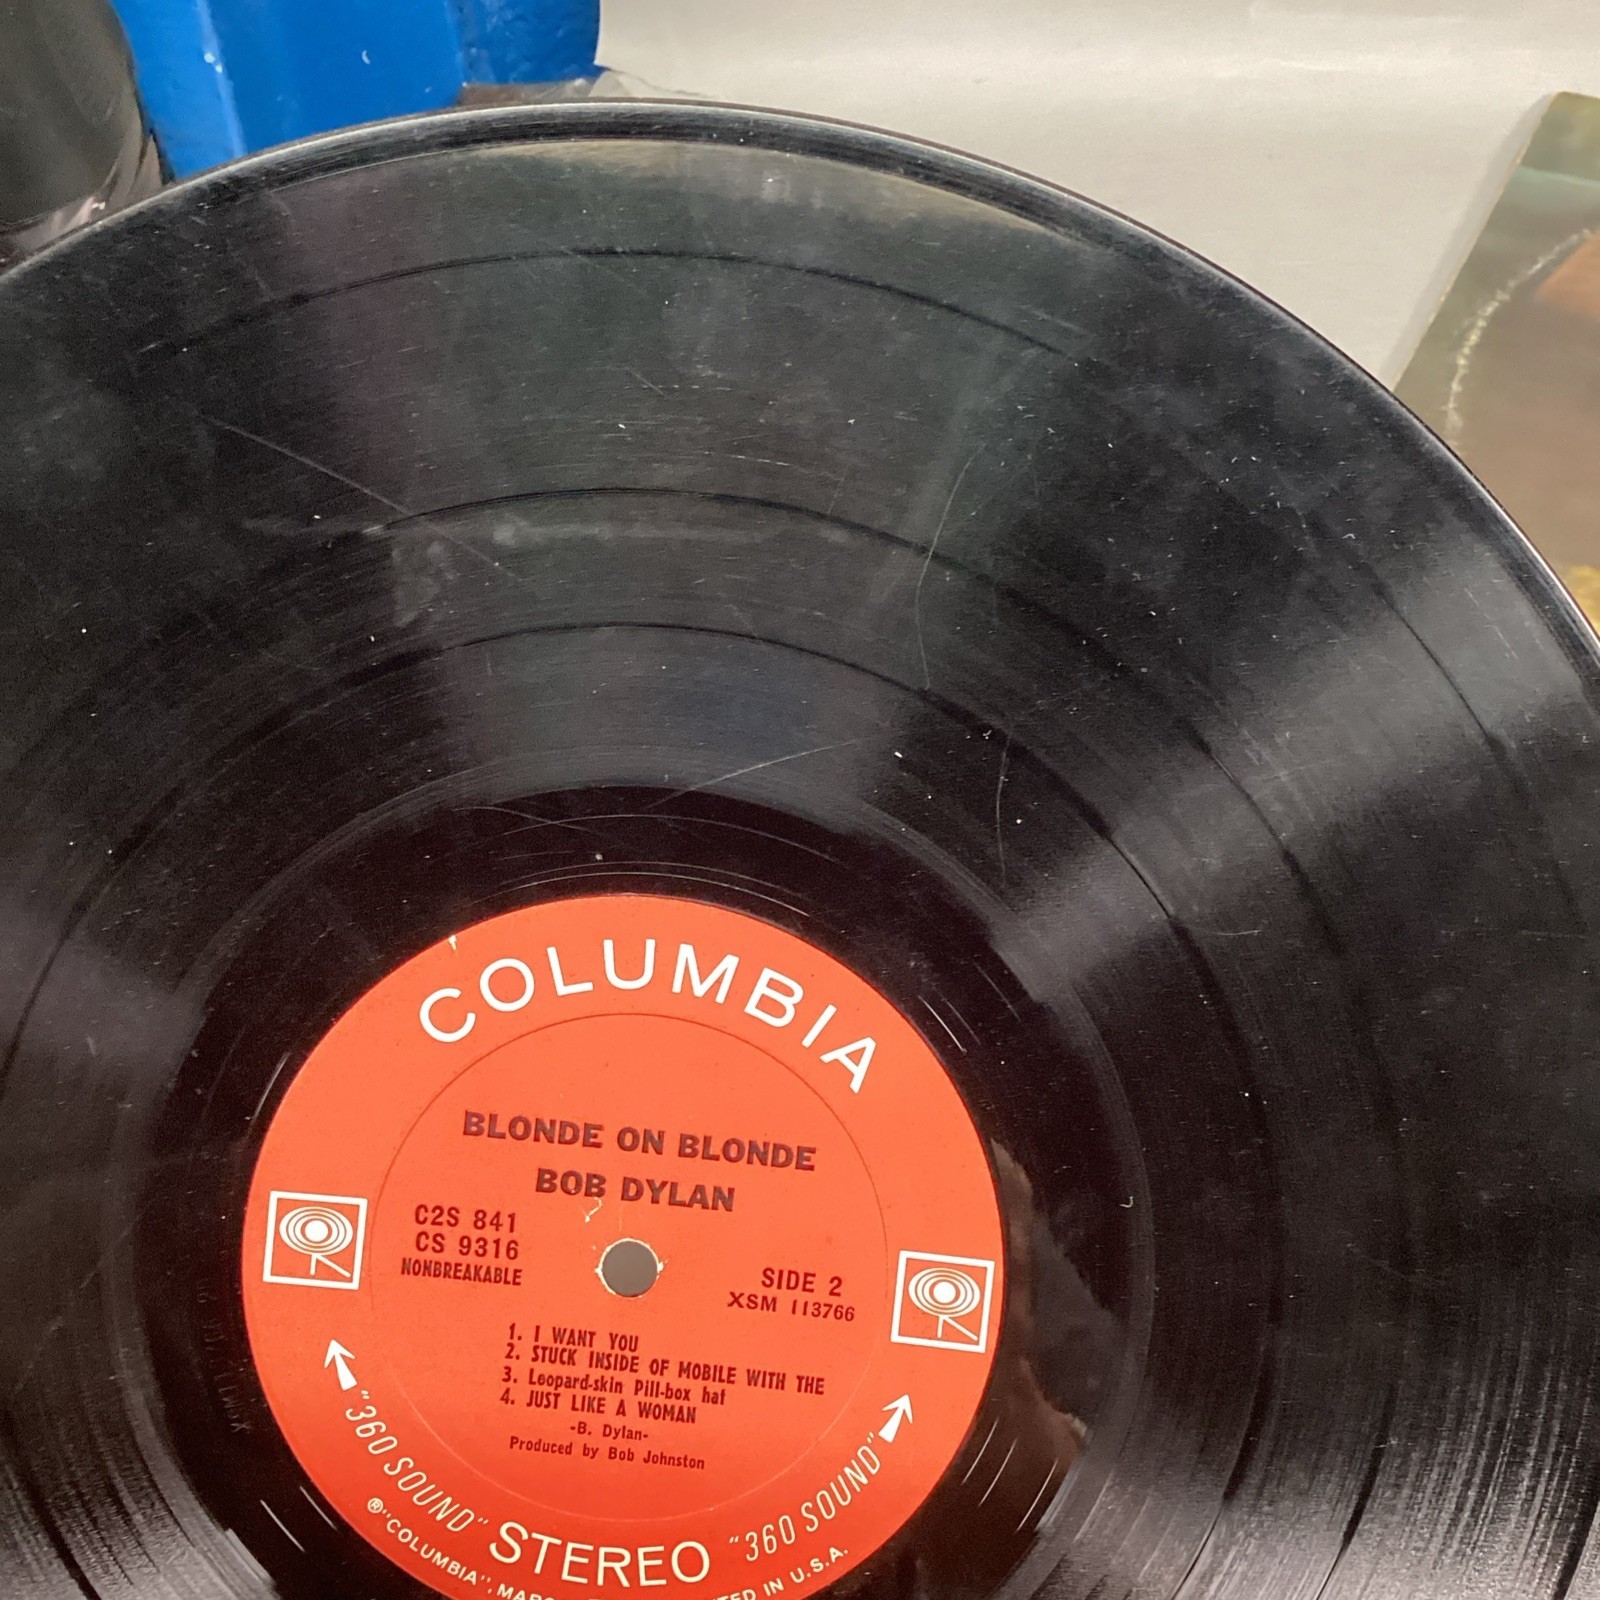 COLUMBIA
BLONDE ON BLONDE
BOB DYLAN
C2S 841
CS 9316
NONBREAKABLE
SIDE 2
XSM 113766
1. I WANT YOU
2. STUCK INSIDE OF MOBILE WITH THE
3. Leopard-skin Pill-box hat
4. JUST LIKE A WOMAN
-B. Dylan-
Produced by Bob Johnston
"360 SOUND" STEREO "360 SOUND"
® "COLUMBIA", IN U.S.A.